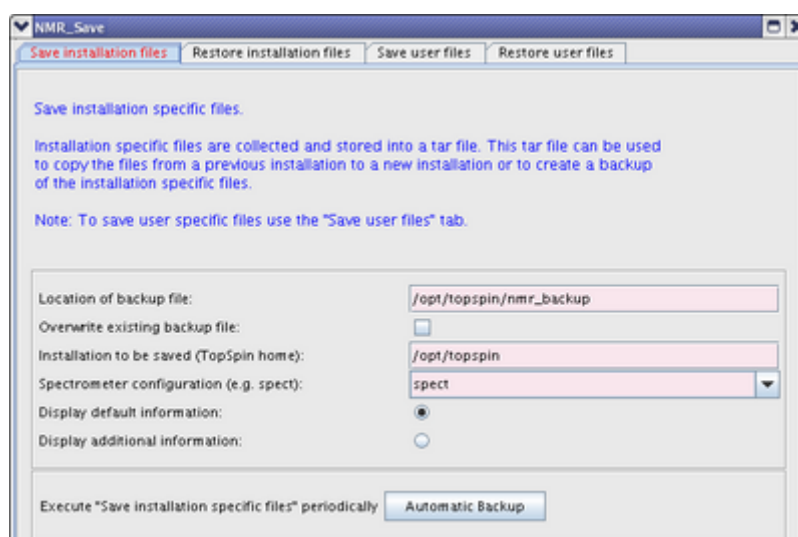 NMR_Save
Save installation files Restore installation files Save user files Restore user files
Save installation specific files.
Installation specific files are collected and stored into a tar file. This tar file can be used
to copy the files from a previous installation to a new installation or to create a backup
of the installation specific files.
Note: To save user specific files use the "Save user files" tab.
Location of backup file: /opt/topspin/nmr_backup
Overwrite existing backup file:
Installation to be saved (TopSpin home): /opt/topspin
Spectrometer configuration (e.g. spect): spect
Display default information:
Display additional information:
Execute "Save installation specific files" periodically Automatic Backup